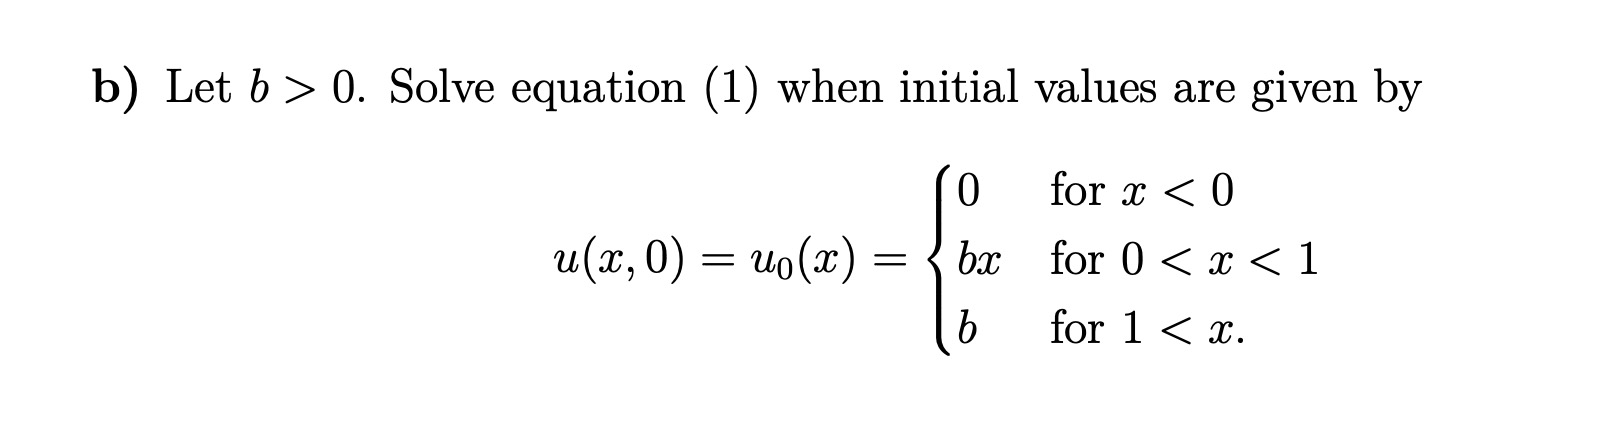 b) Let b > 0. Solve equation (1) when initial values are given by
u(x, 0) = u₀(x) = { 0 for x < 0
bx for 0 < x < 1
b for 1 < x.